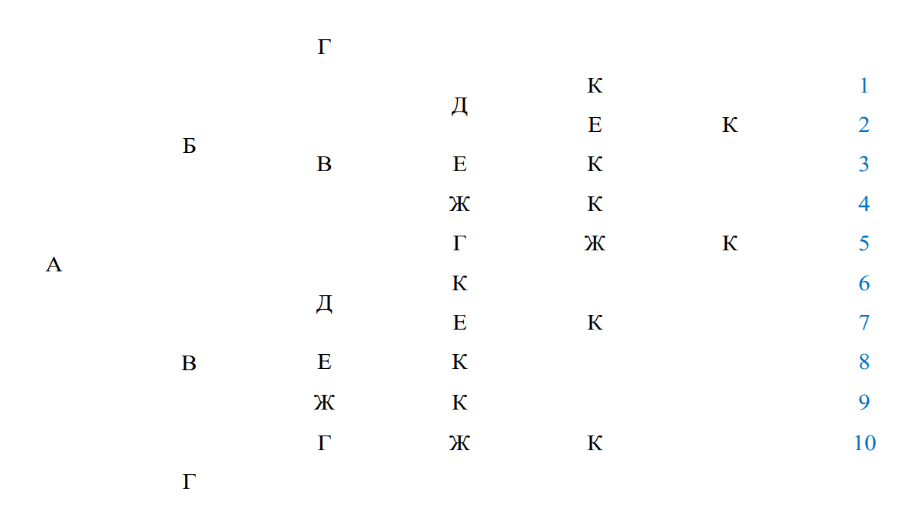 Г
К 1
Д
Е К 2
Б
В Е К 3
Ж К 4
Г Ж К 5
А
К 6
Д
Е К 7
В Е К 8
Ж К 9
Г Ж К 10
Г